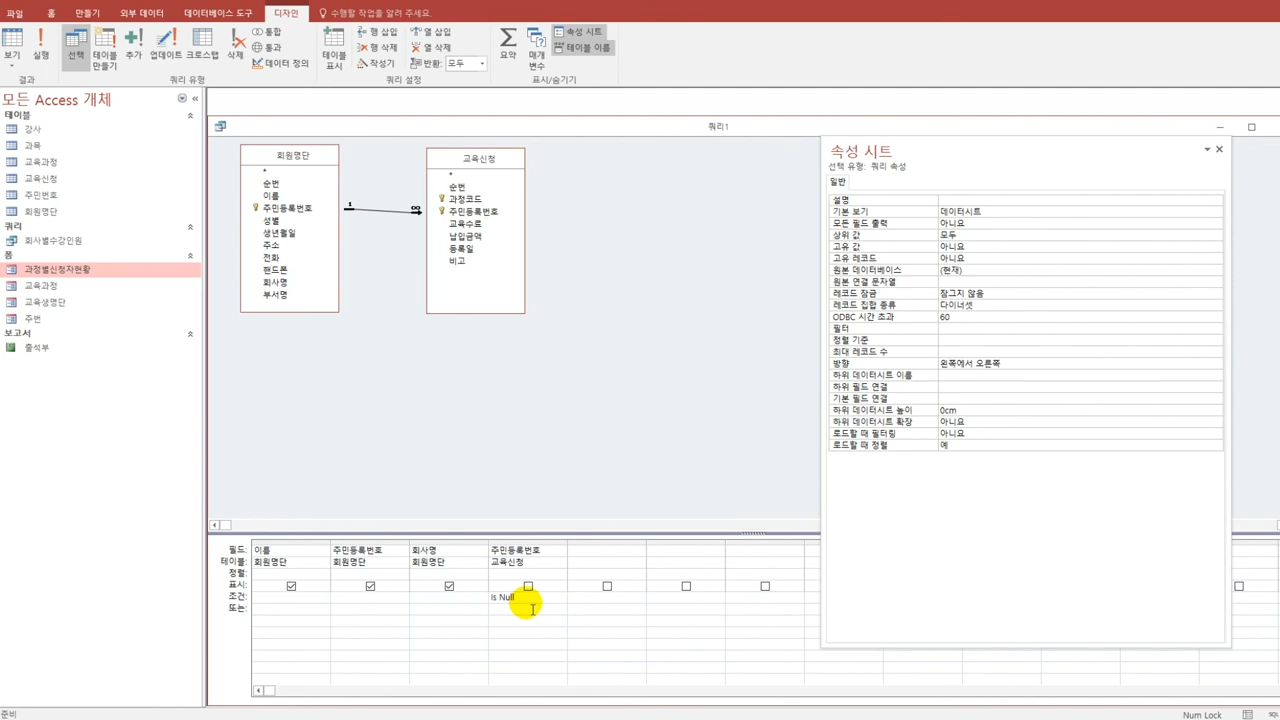 파일 홈 만들기 외부 데이터 데이터베이스 도구 디자인 수행할 작업을 알려 주세요.
보기 실행 선택 테이블 만들기 추가 업데이트 크로스탭 삭제 통합 통과 데이터 정의 테이블 표시 행 삽입 행 삭제 작성기 열 삽입 열 삭제 반환: 모두 요약 매개 변수 속성 시트 테이블 이름
결과 쿼리 유형 쿼리 설정 표시/숨기기
모든 Access 개체
테이블
강사
과목
교육과정
교육신청
주민번호
회원명단
쿼리
회사별수강인원
폼
과정별신청자현황
교육과정
교육생명단
주번
보고서
출석부
쿼리1
회원명단
*
순번
이름
주민등록번호
성별
생년월일
주소
전화
핸드폰
회사명
부서명
1 ∞
교육신청
*
순번
과정코드
주민등록번호
교육수료
납입금액
등록일
비고
속성 시트
선택 유형: 쿼리 속성
일반
설명
기본 보기 데이터시트
모든 필드 출력 아니요
상위 값 모두
고유 값 아니요
고유 레코드 아니요
원본 데이터베이스 (현재)
원본 연결 문자열
레코드 잠금 잠그지 않음
레코드 집합 종류 다이너셋
ODBC 시간 초과 60
필터
정렬 기준
최대 레코드 수
방향 왼쪽에서 오른쪽
하위 데이터시트 이름
하위 필드 연결
기본 필드 연결
하위 데이터시트 높이 0cm
하위 데이터시트 확장 아니요
로드할 때 필터링 아니요
로드할 때 정렬 예
필드: 이름 주민등록번호 회사명 주민등록번호
테이블: 회원명단 회원명단 회원명단 교육신청
정렬:
표시:
조건: Is Null
또는:
준비 Num Lock